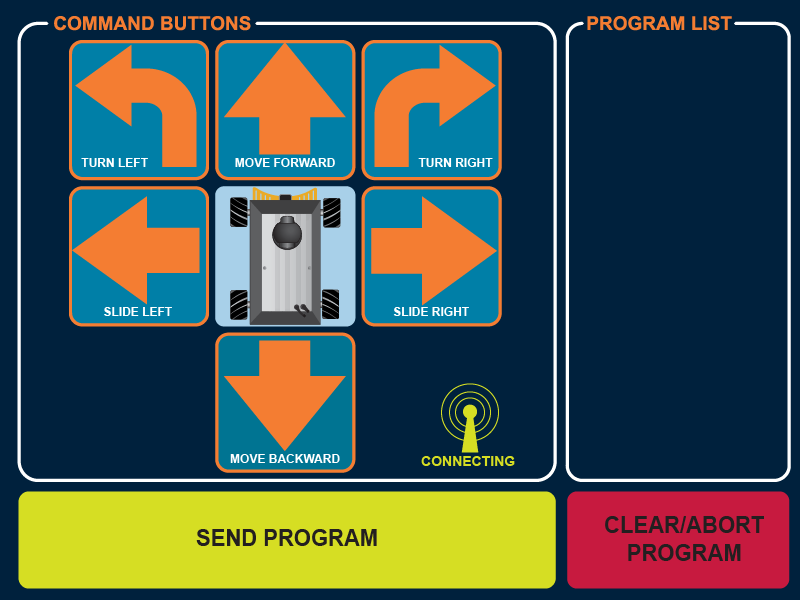 COMMAND BUTTONS
PROGRAM LIST
TURN LEFT
MOVE FORWARD
TURN RIGHT
SLIDE LEFT
SLIDE RIGHT
MOVE BACKWARD
CONNECTING
SEND PROGRAM
CLEAR/ABORT
PROGRAM